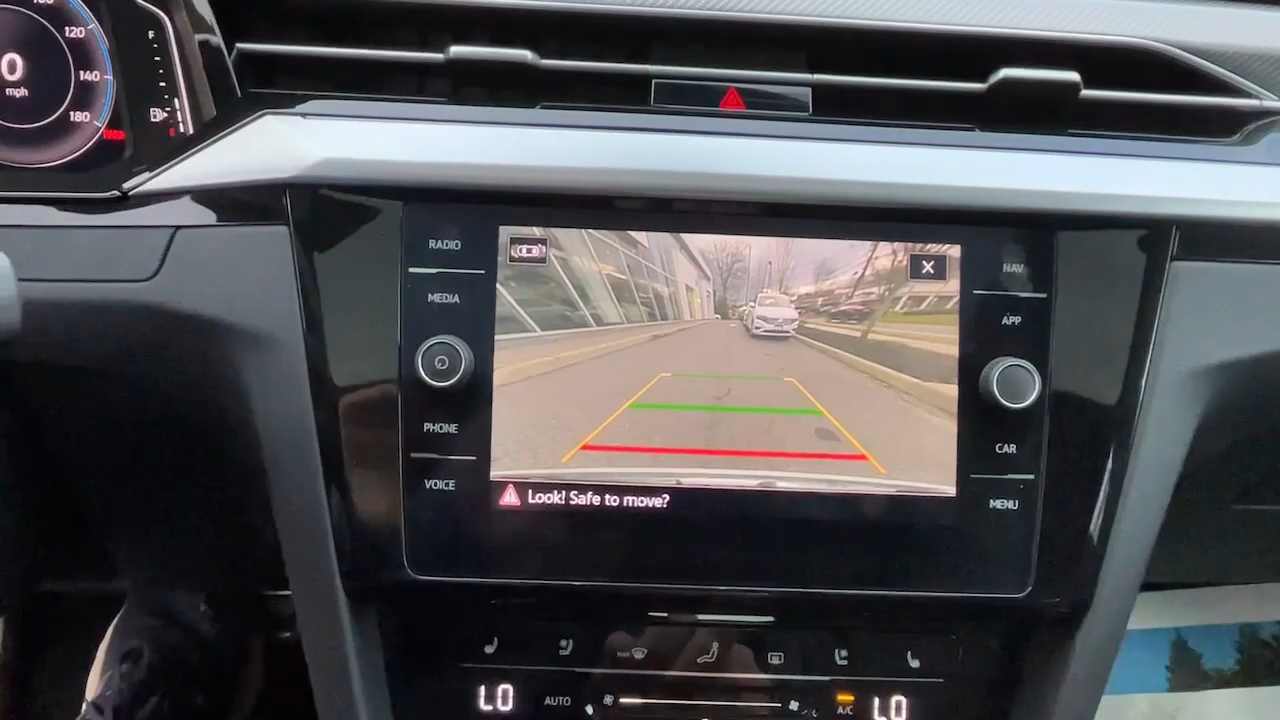 120
140
180
0
mph
F
RADIO
MEDIA
PHONE
VOICE
NAV
APP
CAR
MENU
Look! Safe to move?
LO
AUTO
A/C
LO